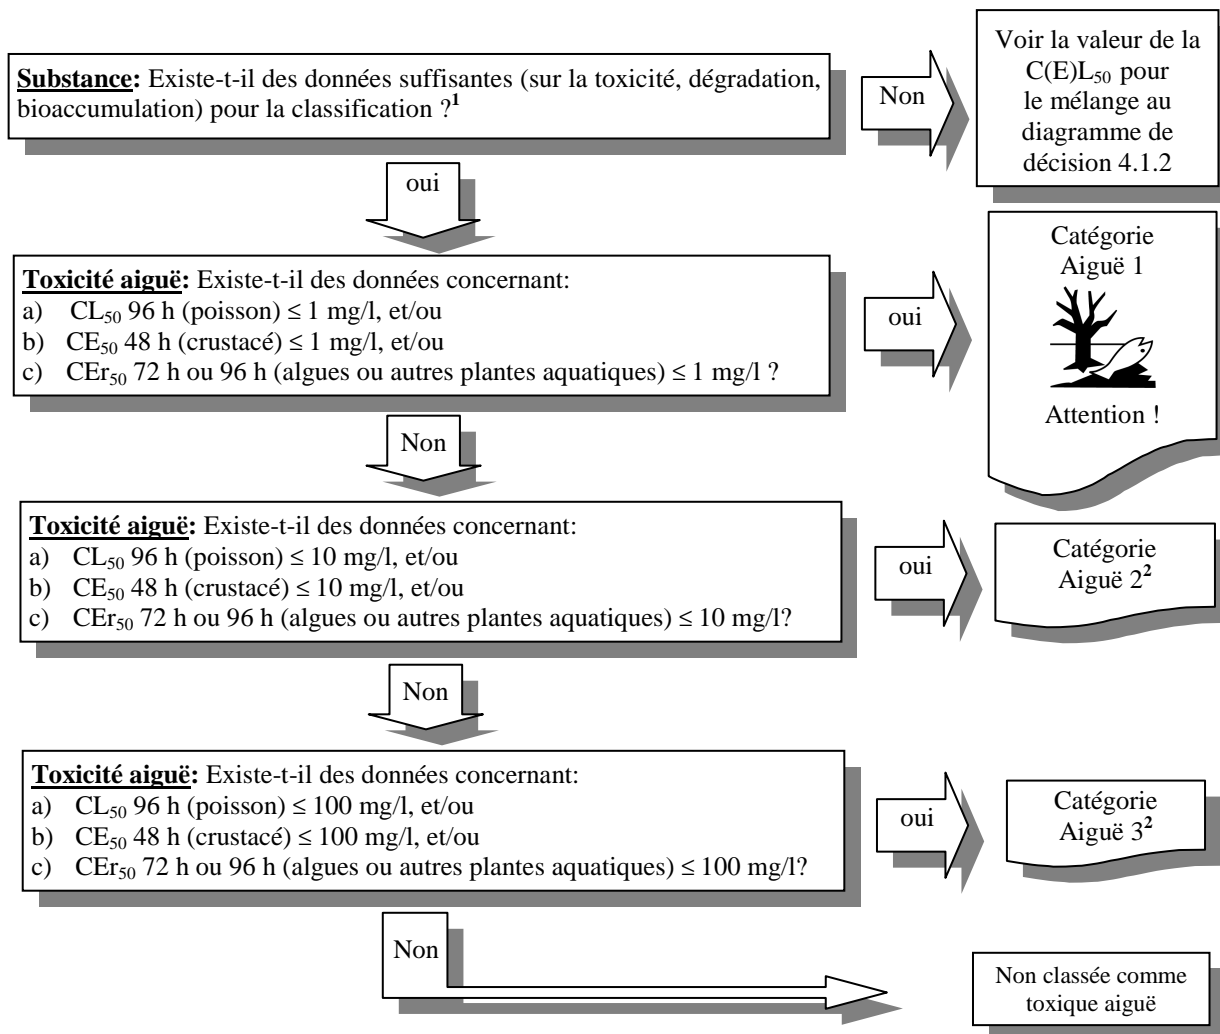 Substance: Existe-t-il des données suffisantes (sur la toxicité, dégradation,
bioaccumulation) pour la classification ?¹
Non
Voir la valeur de la
C(E)L₅₀ pour
le mélange au
diagramme de
décision 4.1.2
oui
Toxicité aiguë: Existe-t-il des données concernant:
a) CL₅₀ 96 h (poisson) ≤ 1 mg/l, et/ou
b) CE₅₀ 48 h (crustacé) ≤ 1 mg/l, et/ou
c) CEr₅₀ 72 h ou 96 h (algues ou autres plantes aquatiques) ≤ 1 mg/l ?
oui
Catégorie
Aiguë 1
Attention !
Non
Toxicité aiguë: Existe-t-il des données concernant:
a) CL₅₀ 96 h (poisson) ≤ 10 mg/l, et/ou
b) CE₅₀ 48 h (crustacé) ≤ 10 mg/l, et/ou
c) CEr₅₀ 72 h ou 96 h (algues ou autres plantes aquatiques) ≤ 10 mg/l?
oui
Catégorie
Aiguë 2²
Non
Toxicité aiguë: Existe-t-il des données concernant:
a) CL₅₀ 96 h (poisson) ≤ 100 mg/l, et/ou
b) CE₅₀ 48 h (crustacé) ≤ 100 mg/l, et/ou
c) CEr₅₀ 72 h ou 96 h (algues ou autres plantes aquatiques) ≤ 100 mg/l?
oui
Catégorie
Aiguë 3²
Non
Non classée comme
toxique aiguë